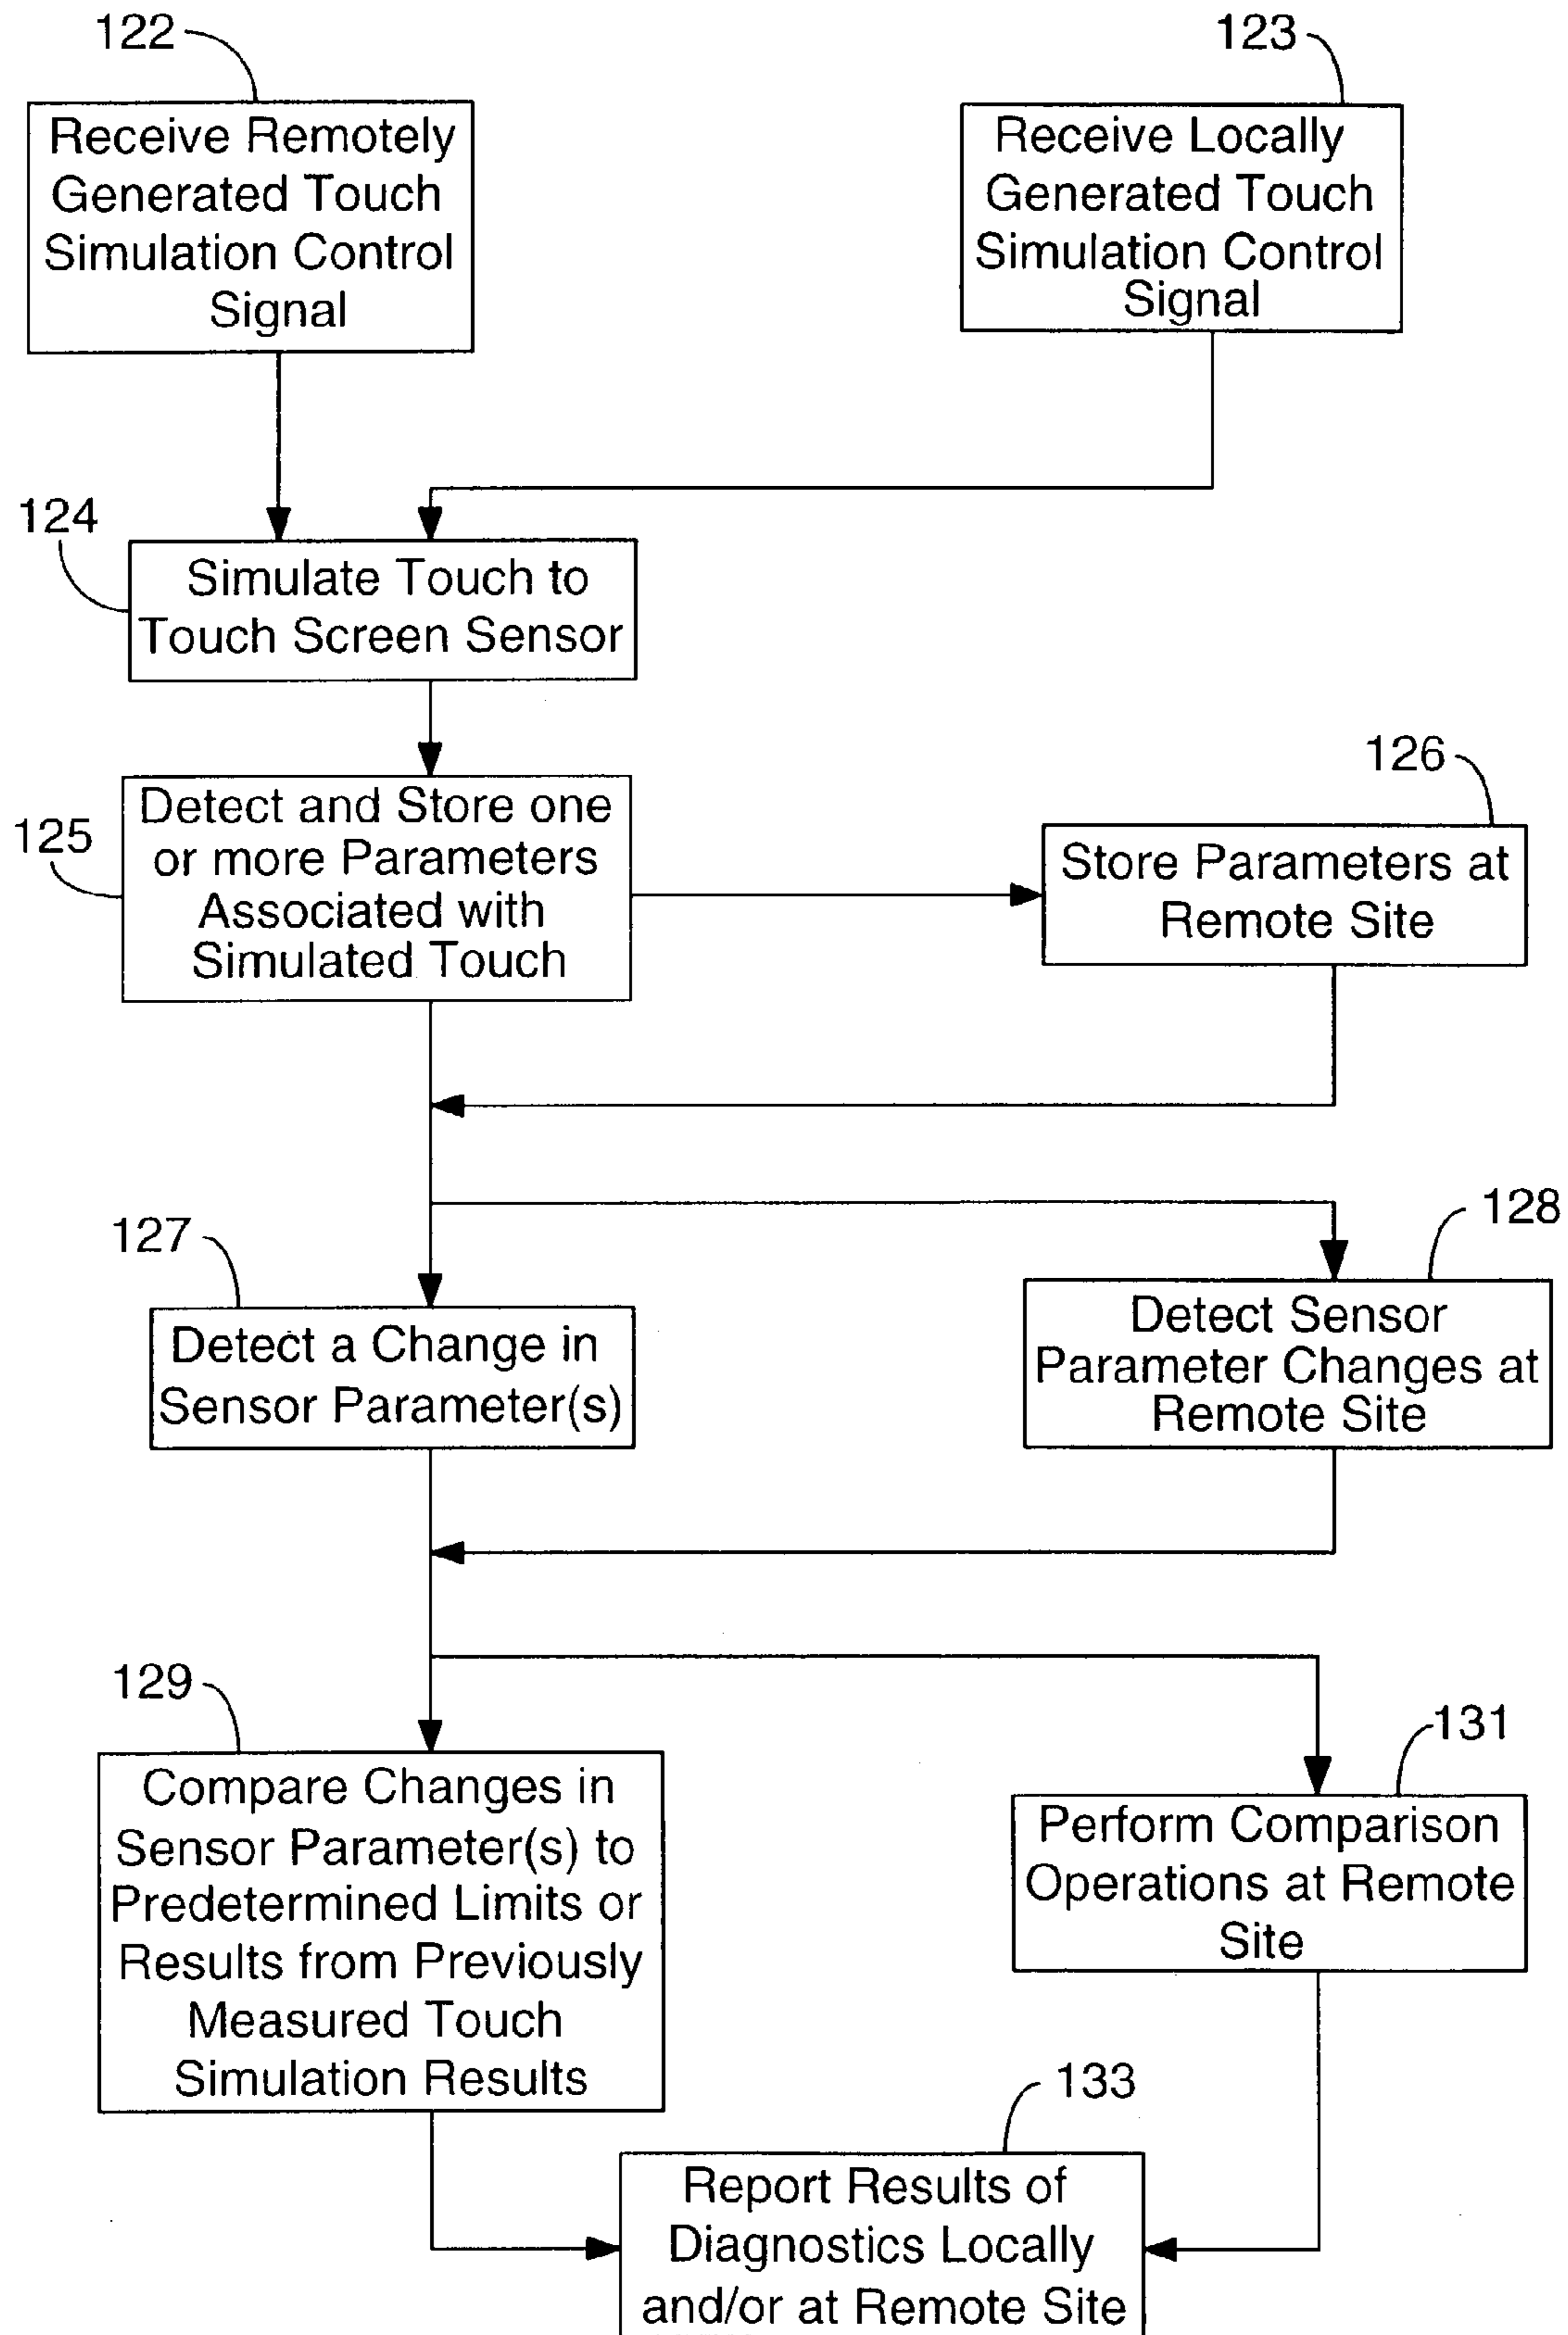 122
Receive Remotely
Generated Touch
Simulation Control
Signal
123
Receive Locally
Generated Touch
Simulation Control
Signal
124
Simulate Touch to
Touch Screen Sensor
125
Detect and Store one
or more Parameters
Associated with
Simulated Touch
126
Store Parameters at
Remote Site
127
Detect a Change in
Sensor Parameter(s)
128
Detect Sensor
Parameter Changes at
Remote Site
129
Compare Changes in
Sensor Parameter(s) to
Predetermined Limits or
Results from Previously
Measured Touch
Simulation Results
131
Perform Comparison
Operations at Remote
Site
133
Report Results of
Diagnostics Locally
and/or at Remote Site